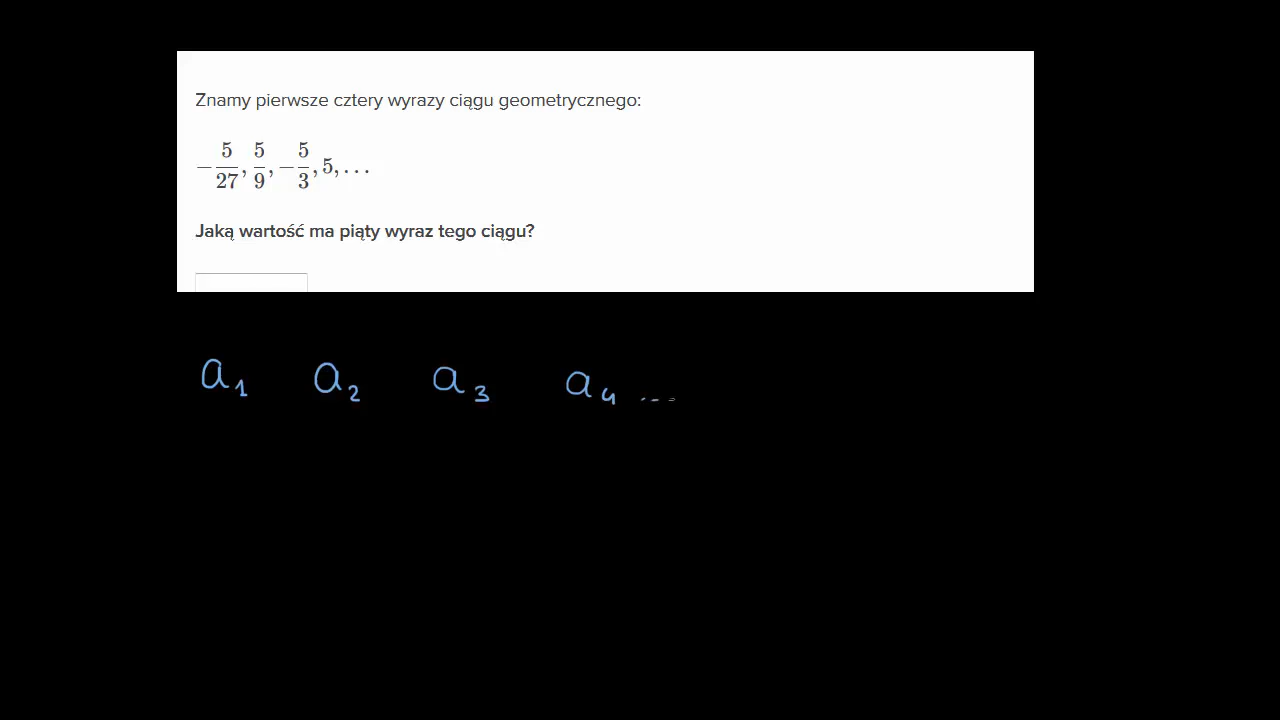 Znamy pierwsze cztery wyrazy ciągu geometrycznego:
−5/27, 5/9, −5/3, 5, …
Jaką wartość ma piąty wyraz tego ciągu?
a₁ a₂ a₃ a₄ ...